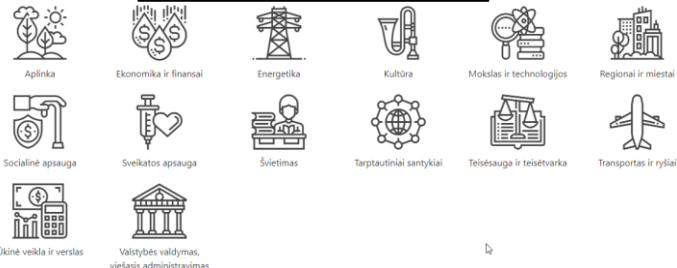 Aplinka
Ekonomika ir finansai
Energetika
Kultūra
Mokslas ir technologijos
Regionai ir miestai
Socialinė apsauga
Sveikatos apsauga
Švietimas
Tarptautiniai santykiai
Teisėsauga ir teisėtvarka
Transportas ir ryšiai
Ūkinė veikla ir verslas
Valstybės valdymas,
viešasis administravimas